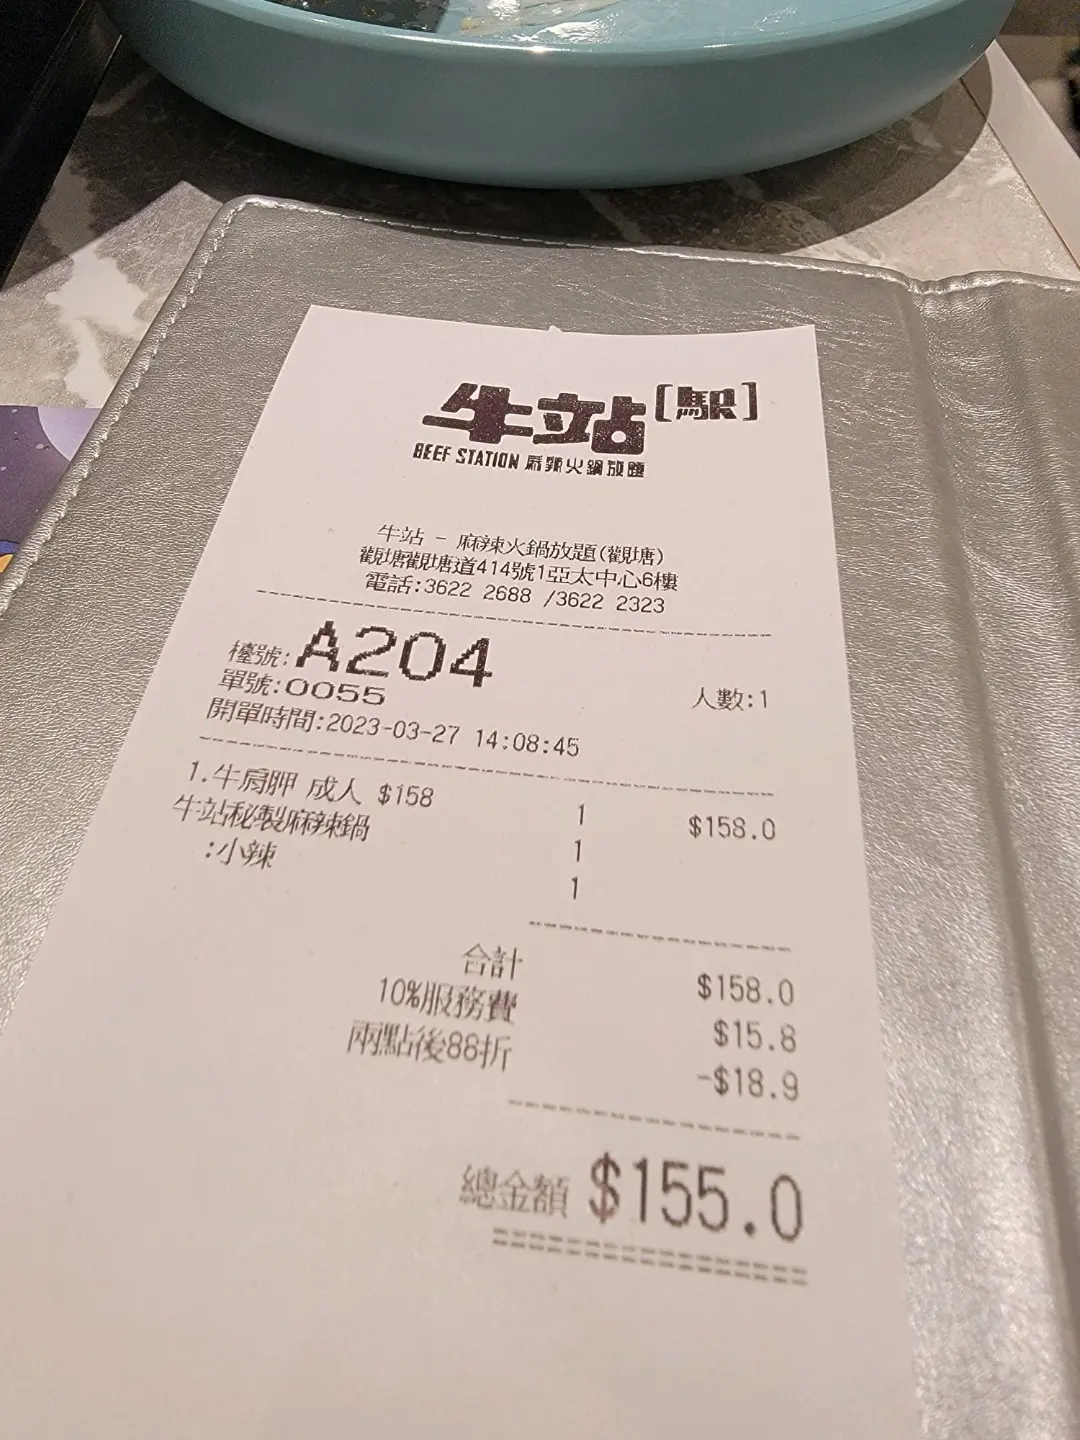 牛站[駅]
BEEF STATION 麻辣火鍋放題
牛站 - 麻辣火鍋放題(觀塘)
觀塘觀塘道414號1亞太中心6樓
電話:3622 2688 /3622 2323
檯號:A204
單號:0055 人數:1
開單時間:2023-03-27 14:08:45
1.牛肩胛 成人 $158 1 $158.0
牛站秘製麻辣鍋 1
:小辣 1
合計 $158.0
10%服務費 $15.8
兩點後88折 -$18.9
總金額 $155.0